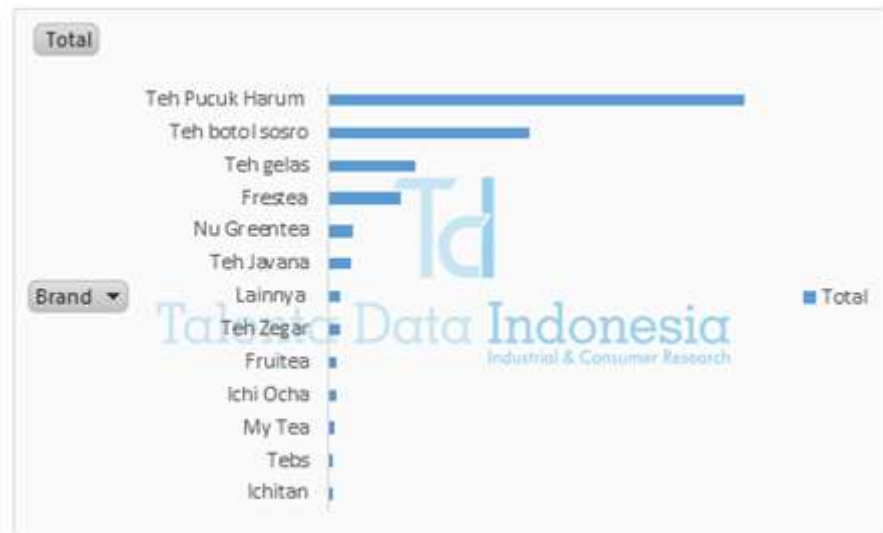 Total
Teh Pucuk Harum
Teh botol sosro
Teh gelas
Frestea
Nu Greentea
Teh Javana
Brand
Lainnya
Total
Talenta Data Indonesia
Teh Zegar
Industrial & Consumer Research
Fruitea
Ichi Ocha
My Tea
Tebs
Ichitan